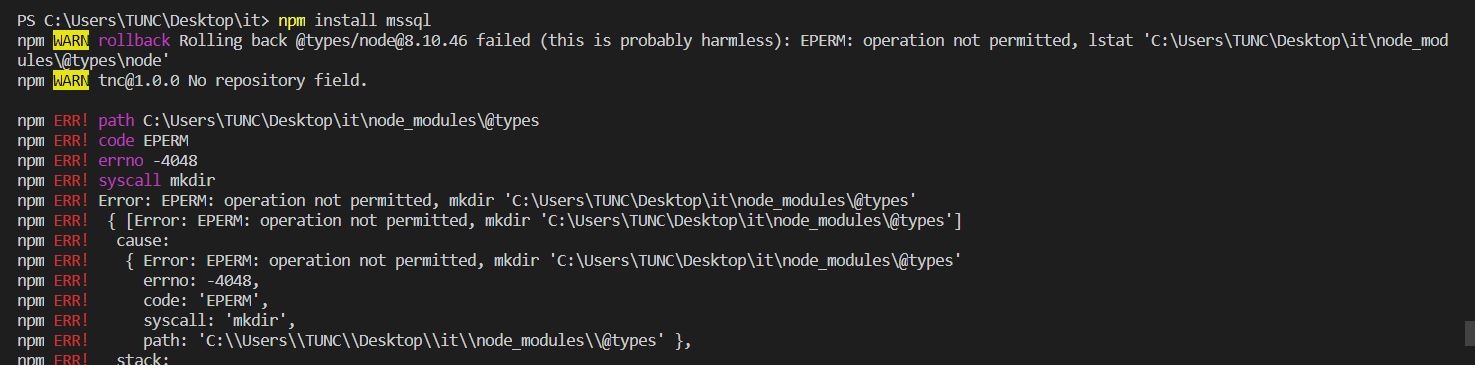 PS C:\Users\TUNC\Desktop\it> npm install mssql
npm WARN rollback Rolling back @types/node@8.10.46 failed (this is probably harmless): EPERM: operation not permitted, lstat 'C:\Users\TUNC\Desktop\it\node_mod
ules\@types\node'
npm WARN tnc@1.0.0 No repository field.
npm ERR! path C:\Users\TUNC\Desktop\it\node_modules\@types
npm ERR! code EPERM
npm ERR! errno -4048
npm ERR! syscall mkdir
npm ERR! Error: EPERM: operation not permitted, mkdir 'C:\Users\TUNC\Desktop\it\node_modules\@types'
npm ERR!  { [Error: EPERM: operation not permitted, mkdir 'C:\Users\TUNC\Desktop\it\node_modules\@types']
npm ERR!   cause:
npm ERR!    { Error: EPERM: operation not permitted, mkdir 'C:\Users\TUNC\Desktop\it\node_modules\@types'
npm ERR!      errno: -4048,
npm ERR!      code: 'EPERM',
npm ERR!      syscall: 'mkdir',
npm ERR!      path: 'C:\\Users\\TUNC\\Desktop\\it\\node_modules\\@types' },
npm ERR!   stack: